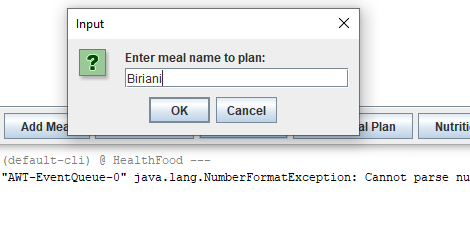 Input
Enter meal name to plan:
Biriani
OK Cancel
Add Mea al Plan Nutriti
(default-cli) @ HealthFood ---
"AWT-EventQueue-0" java.lang.NumberFormatException: Cannot parse nu